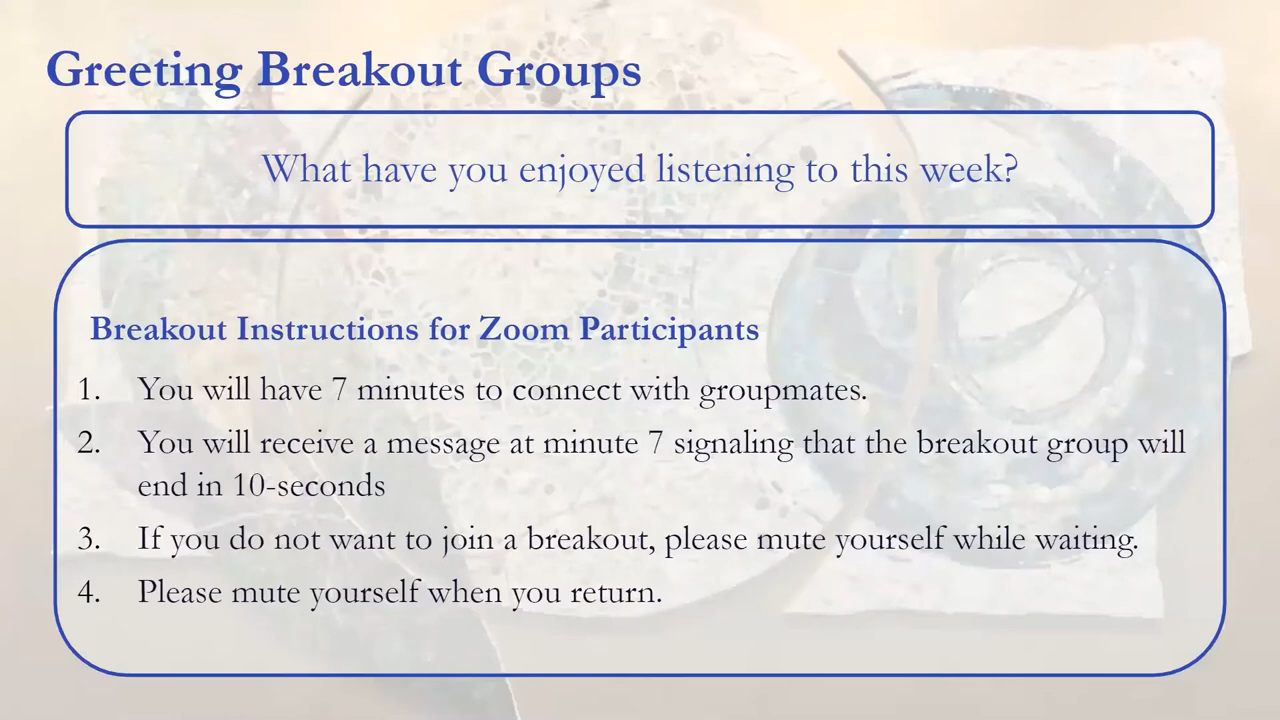 Greeting Breakout Groups
What have you enjoyed listening to this week?
Breakout Instructions for Zoom Participants
1. You will have 7 minutes to connect with groupmates.
2. You will receive a message at minute 7 signaling that the breakout group will
end in 10-seconds
3. If you do not want to join a breakout, please mute yourself while waiting.
4. Please mute yourself when you return.